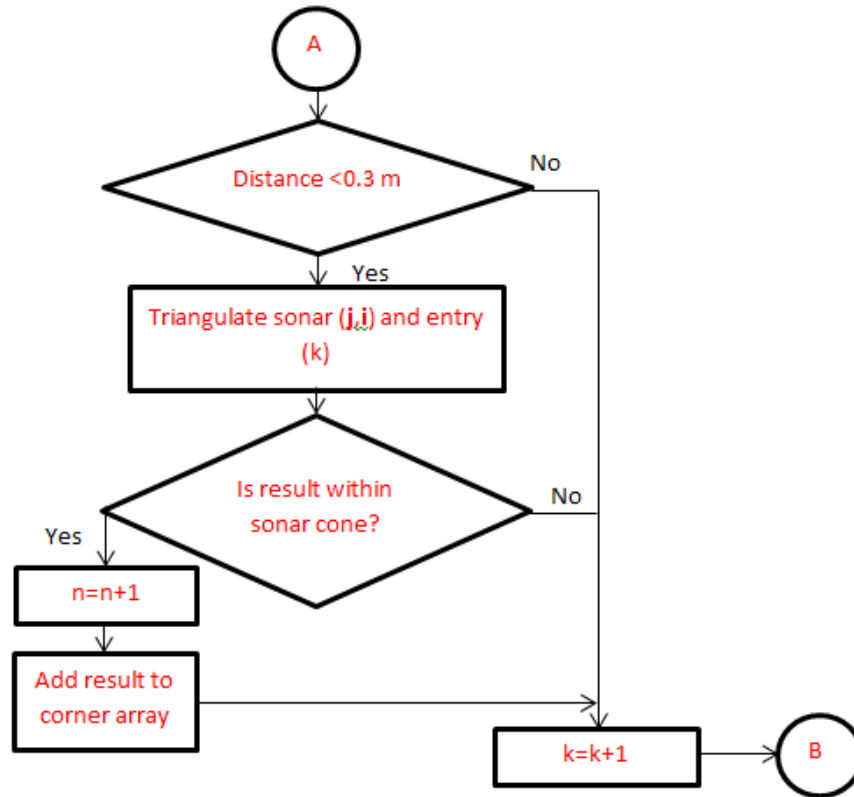 A
Distance <0.3 m
No
Yes
Triangulate sonar (j,i) and entry
(k)
Is result within
sonar cone?
No
Yes
n=n+1
Add result to
corner array
k=k+1
B